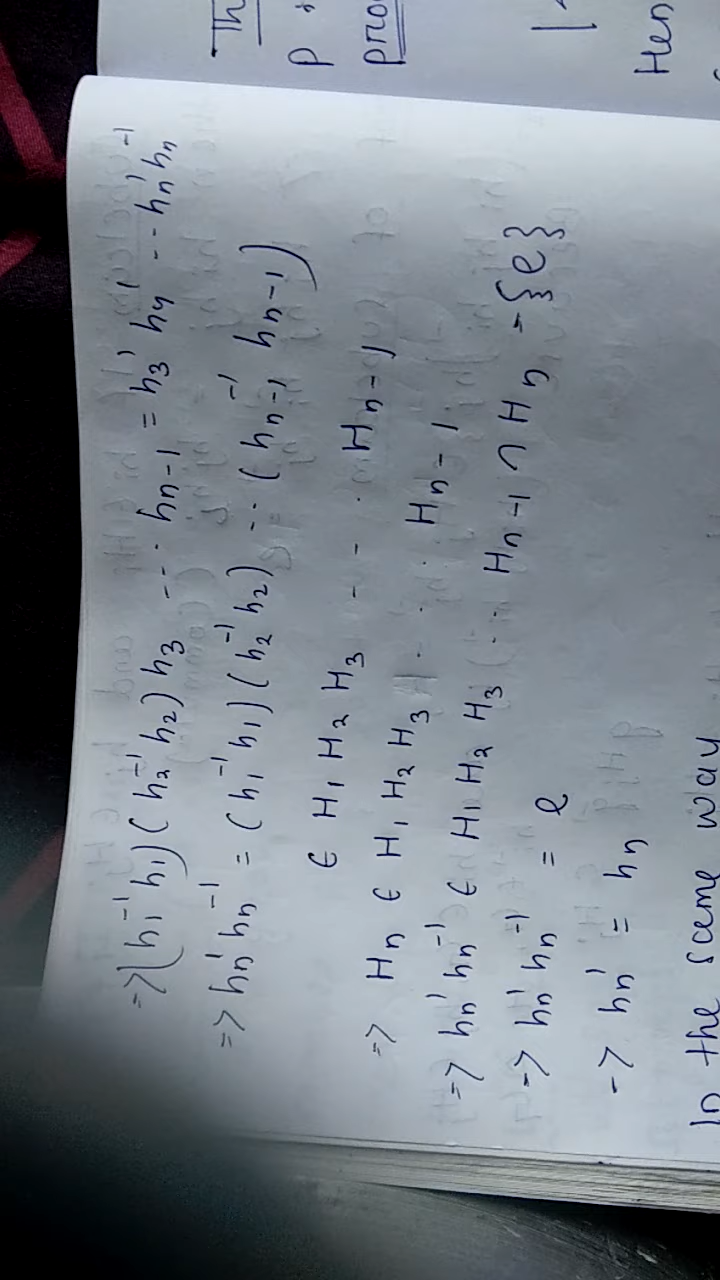 => (h₁⁻¹ h₁) (h₂⁻¹ h₂) h₃ --· hn-1 = h₃' h₄' -- hn' hn⁻¹
=> hn' hn⁻¹ = (h₁⁻¹ h₁) (h₂⁻¹ h₂) -- (hn-1⁻¹ hn-1)
∈ H₁ H₂ H₃ - - · Hn-1
=> Hn ∈ H₁ H₂ H₃ · · Hn-1
=> hn' hn⁻¹ ∈ H₁ H₂ H₃ ·· Hn-1 ∩ Hn = {e}
=> hn' hn⁻¹ = e
=> hn' = hn
In the same way
Th
P
proo
Hen